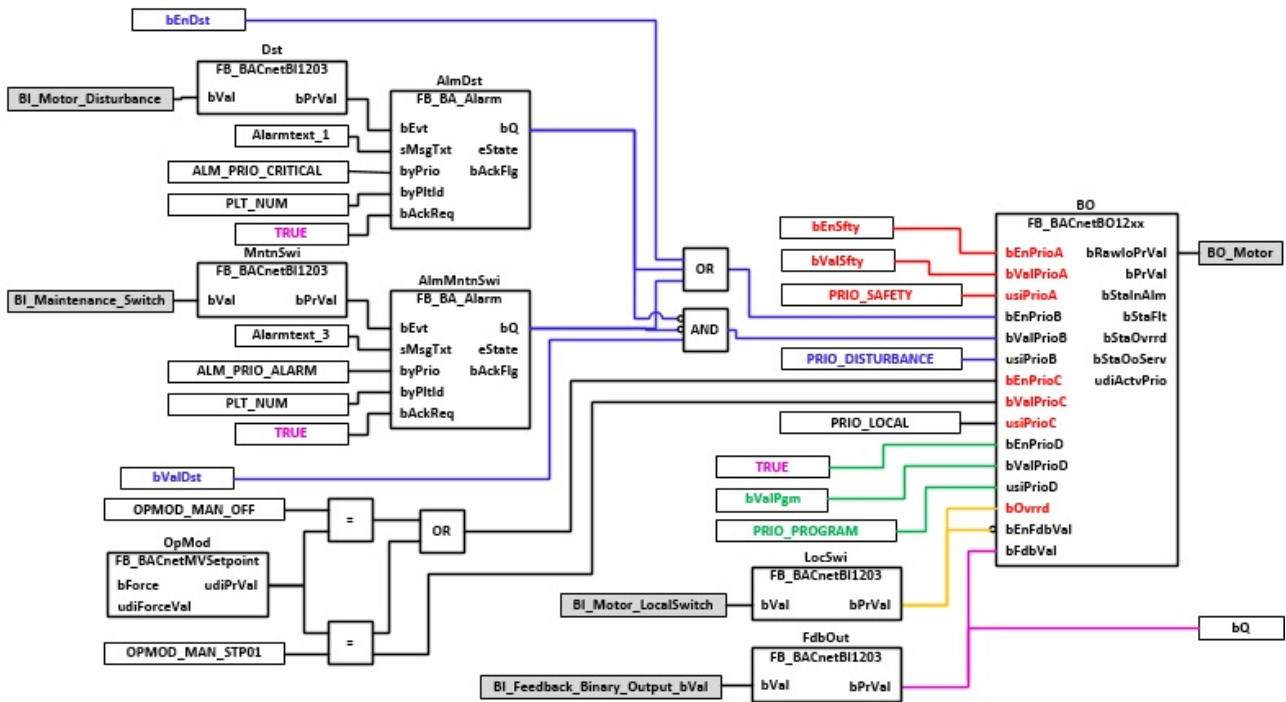 bEnDst
Dst
FB_BACnetBI1203
BI_Motor_Disturbance
bVal bPrVal
AlmDst
FB_BA_Alarm
bEvt bQ
sMsgTxt eState
byPrio bAckFlg
byPltId
bAckReq
Alarmtext_1
ALM_PRIO_CRITICAL
PLT_NUM
TRUE
MntnSwi
FB_BACnetBI1203
BI_Maintenance_Switch
bVal bPrVal
AlmMntnSwi
FB_BA_Alarm
bEvt bQ
sMsgTxt eState
byPrio bAckFlg
byPltId
bAckReq
Alarmtext_3
ALM_PRIO_ALARM
PLT_NUM
TRUE
OR
AND
bValDst
OPMOD_MAN_OFF
=
OR
OpMod
FB_BACnetMVSetpoint
bForce udiPrVal
udiForceVal
=
OPMOD_MAN_STP01
bEnSfty
bValSfty
PRIO_SAFETY
PRIO_DISTURBANCE
PRIO_LOCAL
TRUE
bValPgm
PRIO_PROGRAM
LocSwi
FB_BACnetBI1203
BI_Motor_LocalSwitch
bVal bPrVal
FdbOut
FB_BACnetBI1203
BI_Feedback_Binary_Output_bVal
bVal bPrVal
BO
FB_BACnetBO12xx
bEnPrioA bRawIoPrVal
bValPrioA bPrVal
usiPrioA bStaInAlm
bEnPrioB bStaFlt
bValPrioB bStaOvrrd
usiPrioB bStaOoServ
bEnPrioC udiActvPrio
bValPrioC
usiPrioC
bEnPrioD
bValPrioD
usiPrioD
bOvrrd
bEnFdbVal
bFdbVal
BO_Motor
bQ